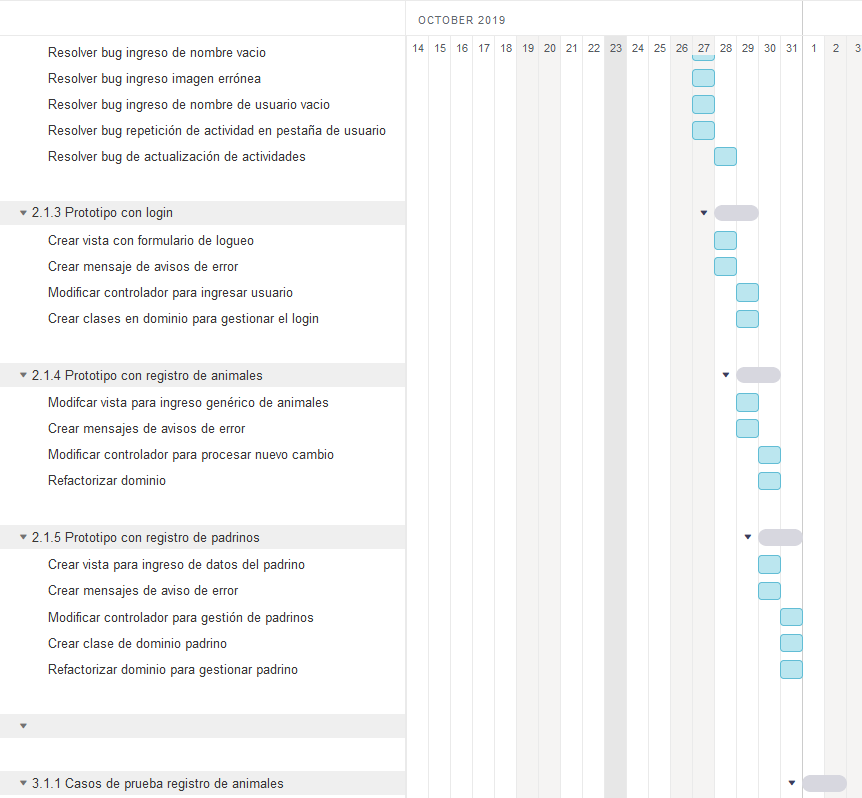 OCTOBER 2019
14 15 16 17 18 19 20 21 22 23 24 25 26 27 28 29 30 31 1 2 3
Resolver bug ingreso de nombre vacio
Resolver bug ingreso imagen errónea
Resolver bug ingreso de nombre de usuario vacio
Resolver bug repetición de actividad en pestaña de usuario
Resolver bug de actualización de actividades
2.1.3 Prototipo con login
Crear vista con formulario de logueo
Crear mensaje de avisos de error
Modificar controlador para ingresar usuario
Crear clases en dominio para gestionar el login
2.1.4 Prototipo con registro de animales
Modifcar vista para ingreso genérico de animales
Crear mensajes de avisos de error
Modificar controlador para procesar nuevo cambio
Refactorizar dominio
2.1.5 Prototipo con registro de padrinos
Crear vista para ingreso de datos del padrino
Crear mensajes de aviso de error
Modificar controlador para gestión de padrinos
Crear clase de dominio padrino
Refactorizar dominio para gestionar padrino
3.1.1 Casos de prueba registro de animales